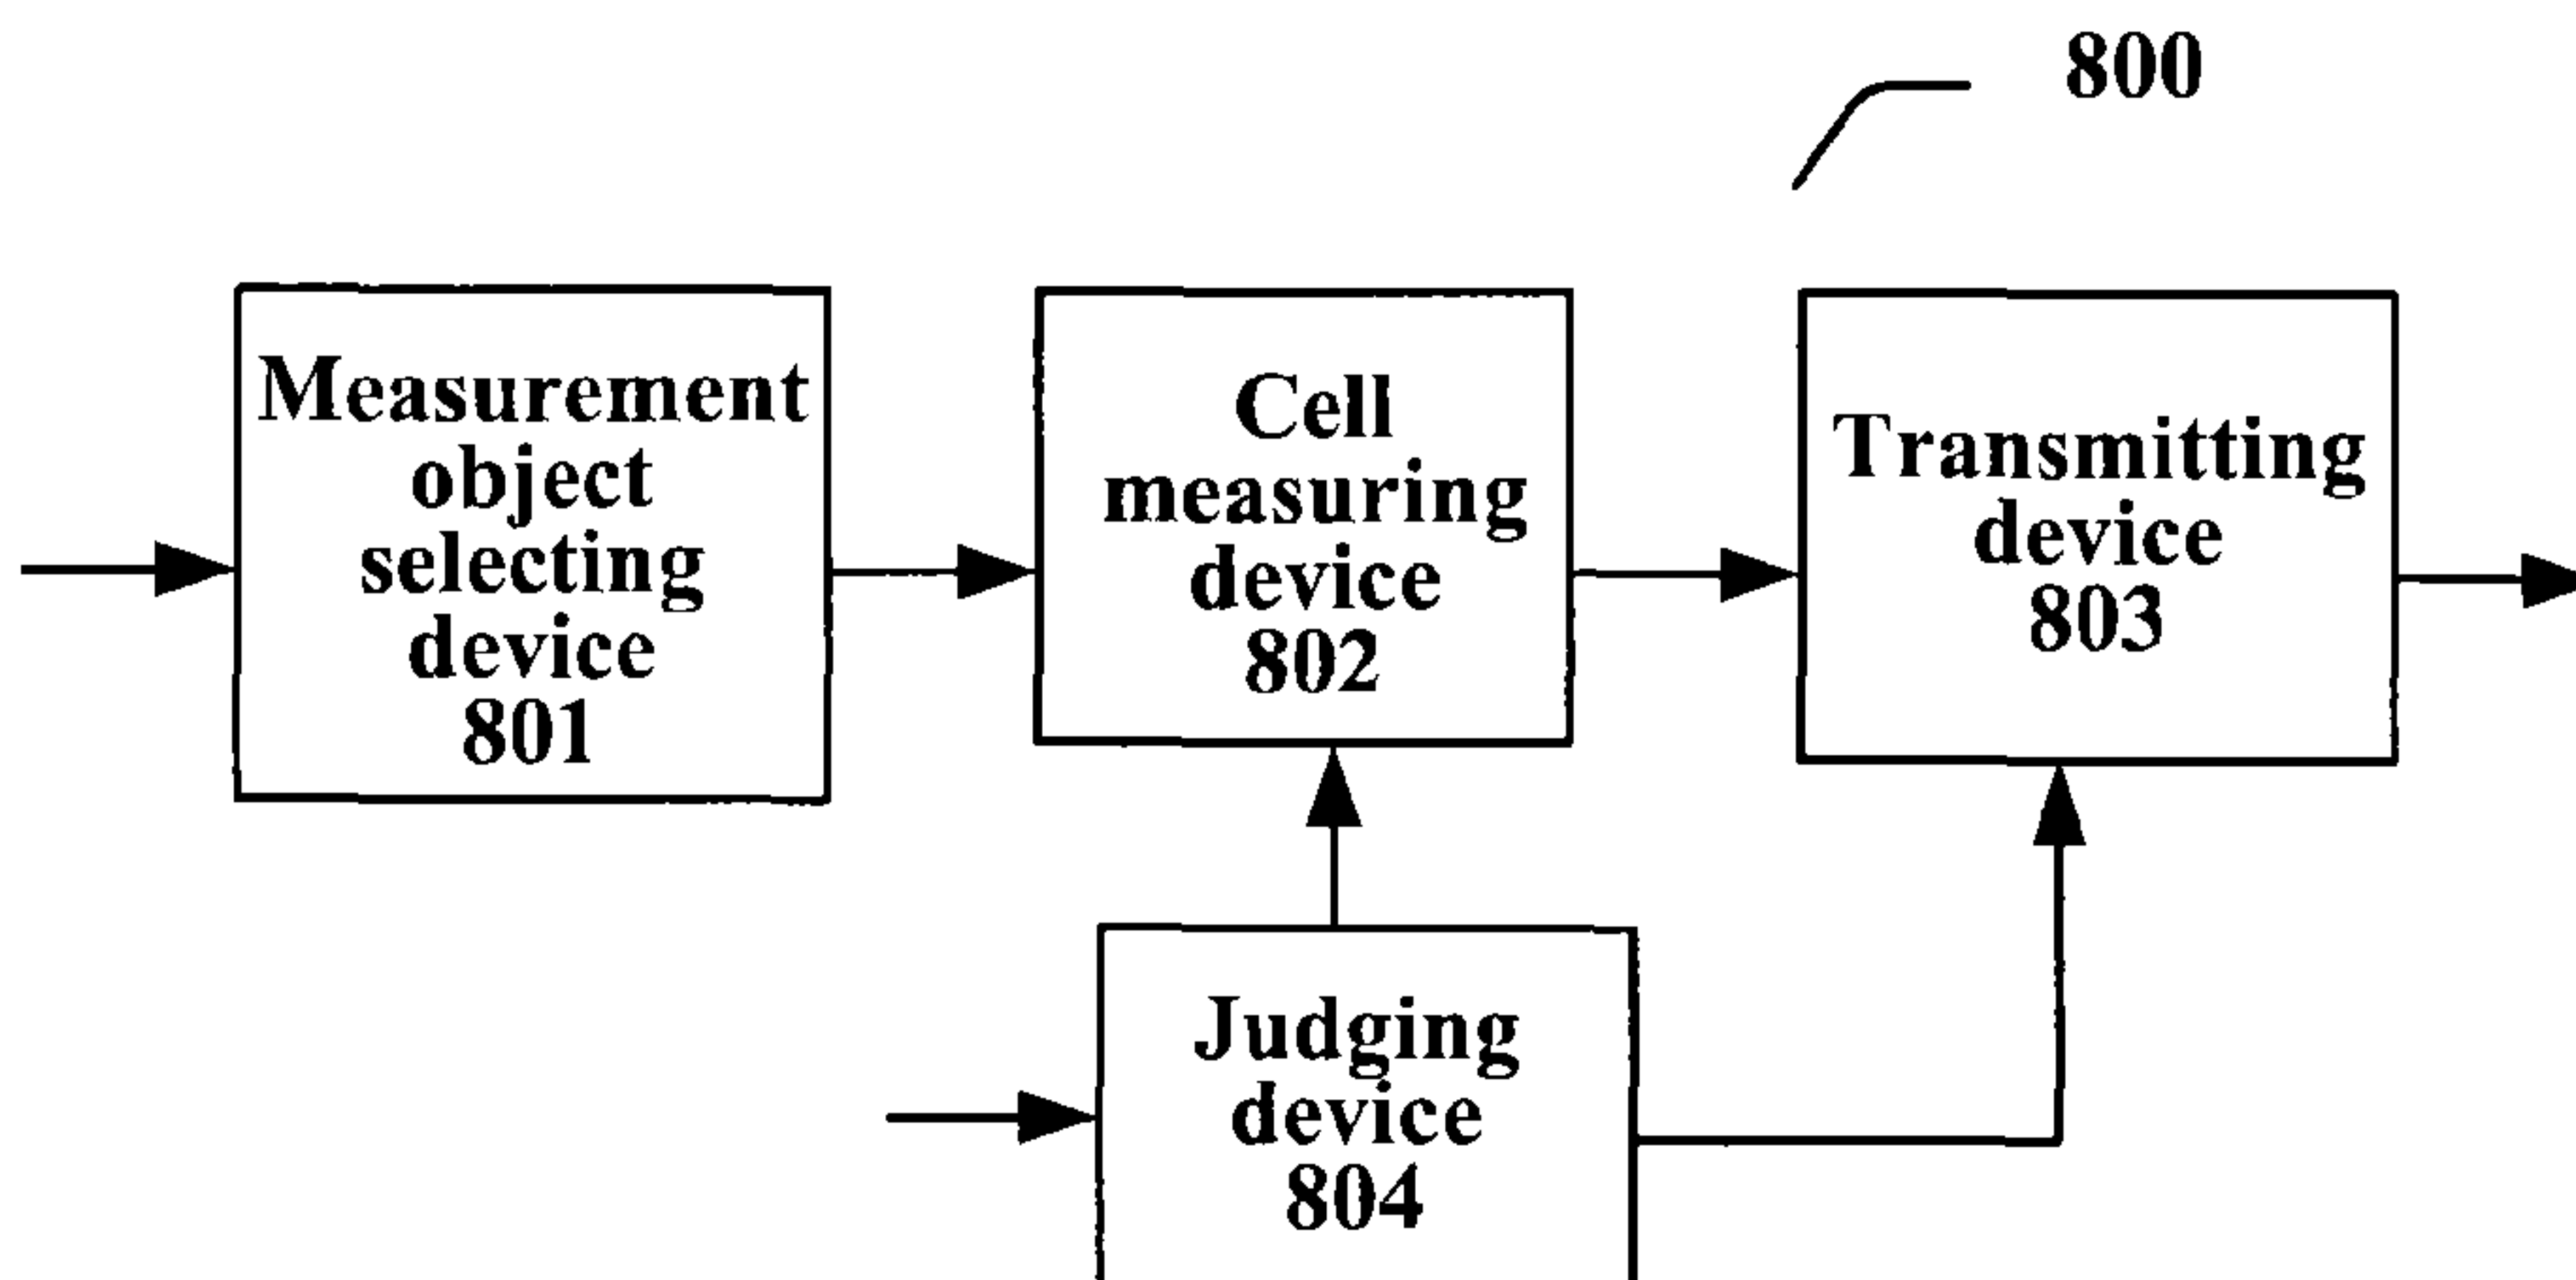 800
Measurement
object
selecting
device
801
Cell
measuring
device
802
Transmitting
device
803
Judging
device
804